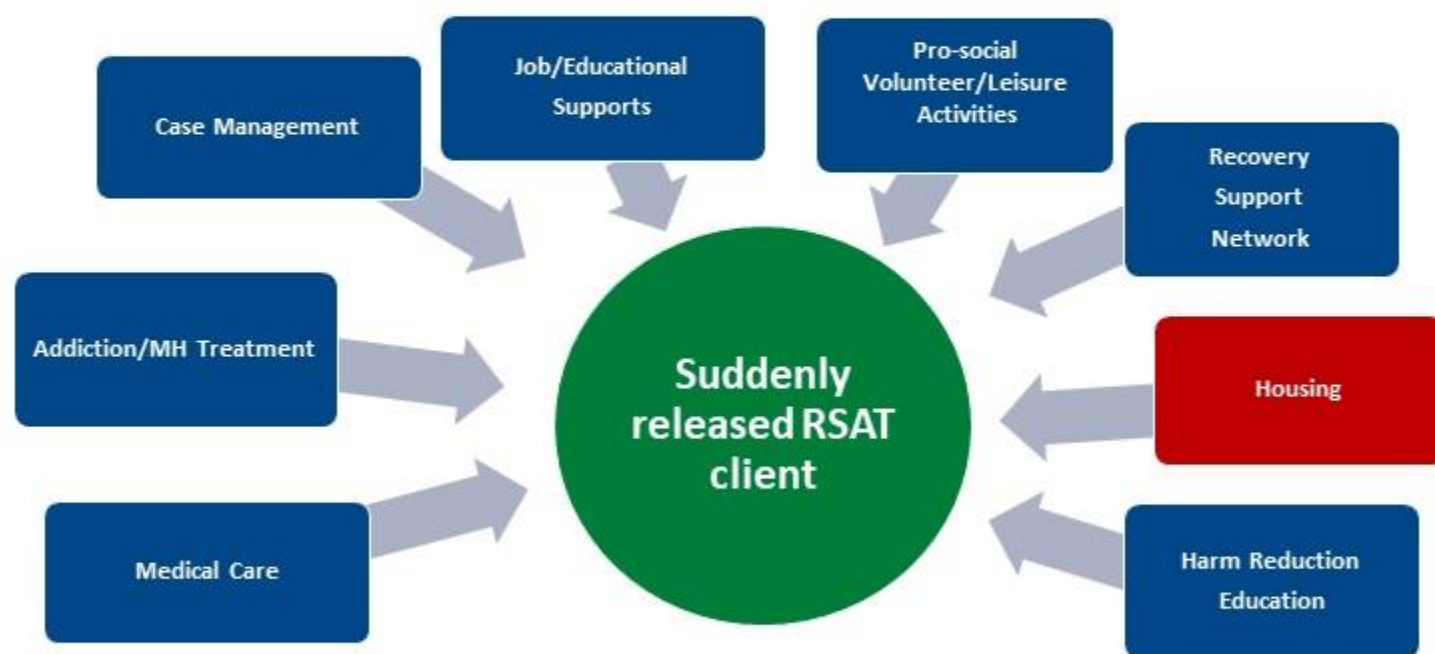 Job/Educational
Supports
Pro-social
Volunteer/Leisure
Activities
Case Management
Recovery
Support
Network
Addiction/MH Treatment
Suddenly
released RSAT
client
Housing
Medical Care
Harm Reduction
Education